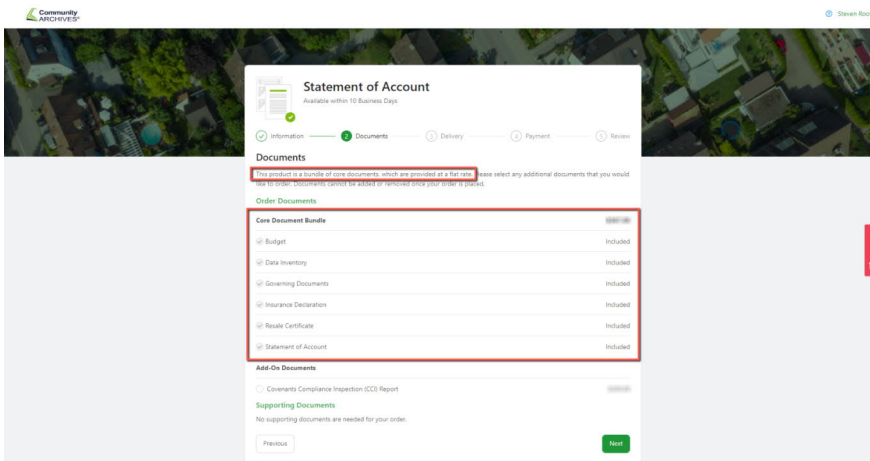 Community
ARCHIVES®
Steven
Statement of Account
Available within 10 Business Days
Information
2 Documents
3 Delivery
4 Payment
5 Review
Documents
This product is a bundle of core documents, which are provided at a flat rate. Please select any additional documents that you would
like to order. Documents cannot be added or removed once your order is placed.
Order Documents
Core Document Bundle
Budget Included
Data Inventory Included
Governing Documents Included
Insurance Declaration Included
Resale Certificate Included
Statement of Account Included
Add-On Documents
Covenants Compliance Inspection (CCI) Report
Supporting Documents
No supporting documents are needed for your order.
Previous
Next